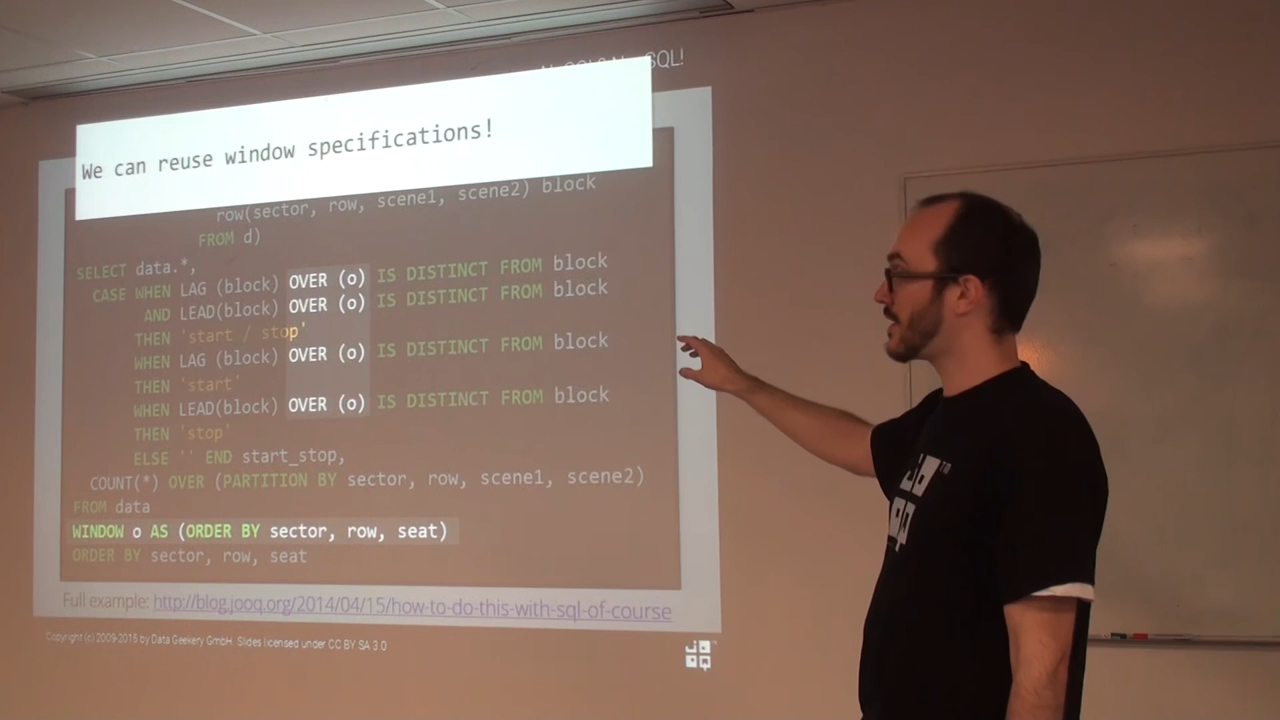 SQL!
We can reuse window specifications!
row(sector, row, scene1, scene2) block
FROM d)
SELECT data.*,
CASE WHEN LAG (block) OVER (o) IS DISTINCT FROM block
AND LEAD(block) OVER (o) IS DISTINCT FROM block
THEN 'start / stop'
WHEN LAG (block) OVER (o) IS DISTINCT FROM block
THEN 'start'
WHEN LEAD(block) OVER (o) IS DISTINCT FROM block
THEN 'stop'
ELSE '' END start_stop,
COUNT(*) OVER (PARTITION BY sector, row, scene1, scene2)
FROM data
WINDOW o AS (ORDER BY sector, row, seat)
ORDER BY sector, row, seat
Full example: http://blog.jooq.org/2014/04/15/how-to-do-this-with-sql-of-course
Copyright (c) 2009-2015 by Data Geekery GmbH. Slides licensed under CC BY SA 3.0